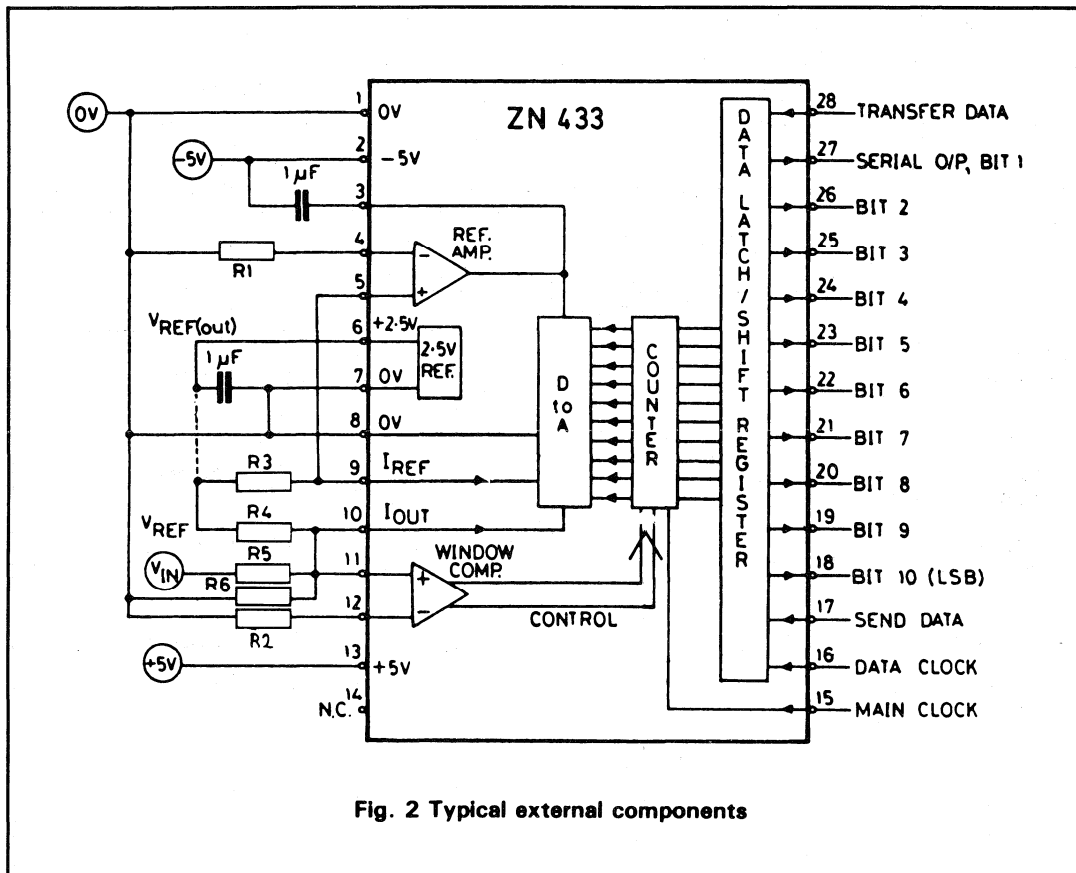 ZN 433
0V
1
0V
-5V
2
-5V
1 µF
3
4
R1
REF. AMP.
-
+
5
VREF(out)
6
+2·5V
1 µF
2·5V REF.
7
0V
8
0V
R3
9
IREF
VREF
R4
10
IOUT
VIN
R5
11
WINDOW COMP.
+
-
R6
12
R2
CONTROL
+5V
13
+5V
14
N.C.
D to A
COUNTER
DATA LATCH / SHIFT REGISTER
28
TRANSFER DATA
27
SERIAL O/P, BIT 1
26
BIT 2
25
BIT 3
24
BIT 4
23
BIT 5
22
BIT 6
21
BIT 7
20
BIT 8
19
BIT 9
18
BIT 10 (LSB)
17
SEND DATA
16
DATA CLOCK
15
MAIN CLOCK
Fig. 2 Typical external components